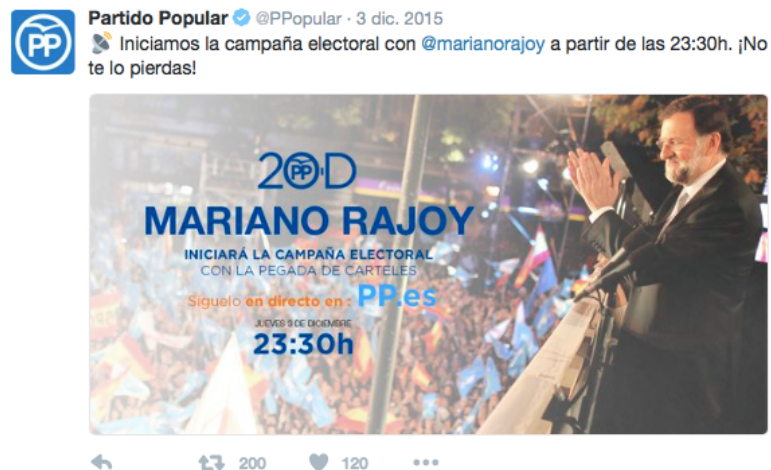 Partido Popular @PPopular · 3 dic. 2015
Iniciamos la campaña electoral con @marianorajoy a partir de las 23:30h. ¡No
te lo pierdas!
PP
20D
PP
MARIANO RAJOY
INICIARÁ LA CAMPAÑA ELECTORAL
CON LA PEGADA DE CARTELES
Síguelo en directo en : PP.es
JUEVES 3 DE DICIEMBRE
23:30h
200 120